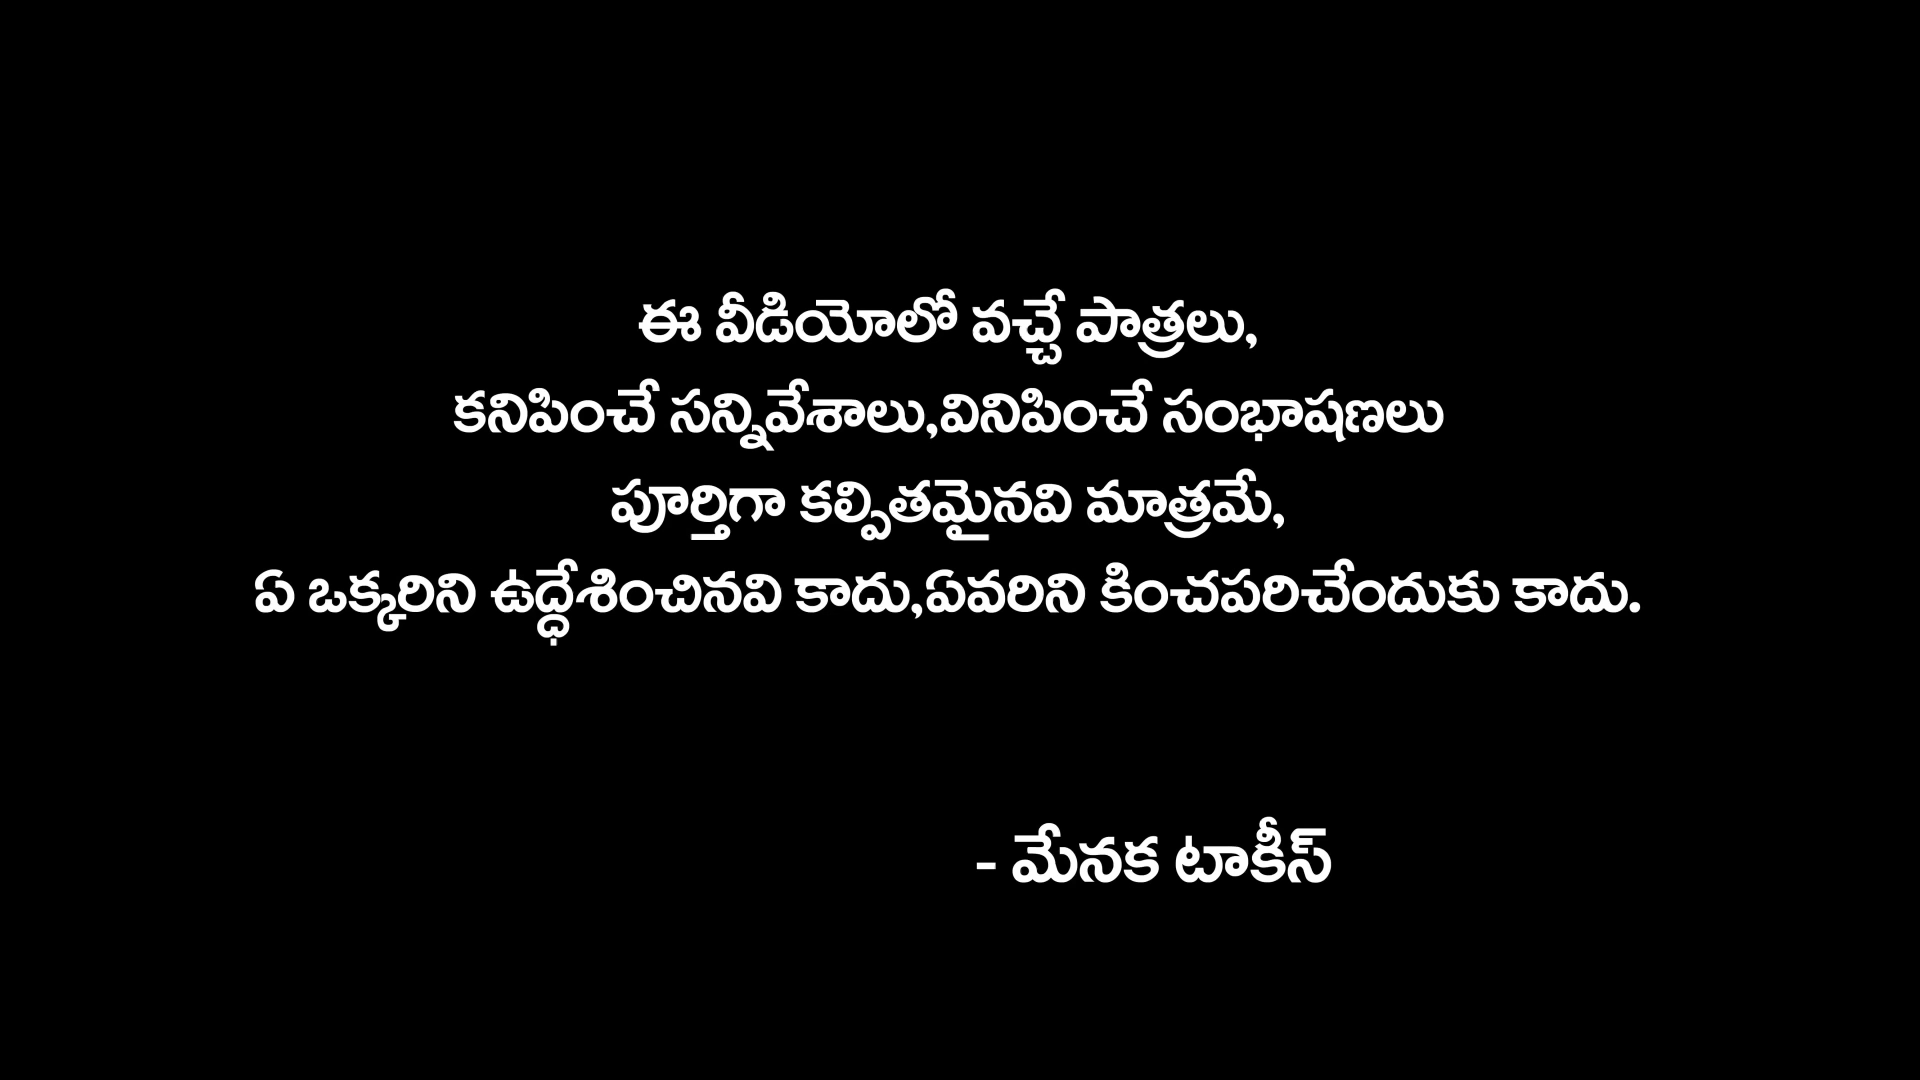 ఈ వీడియోలో వచ్చే పాత్రలు,
కనిపించే సన్నివేశాలు,వినిపించే సంభాషణలు
పూర్తిగా కల్పితమైనవి మాత్రమే,
ఏ ఒక్కరిని ఉద్ధేశించినవి కాదు,ఏవరిని కించపరిచేందుకు కాదు.
- మేనక టాకీస్